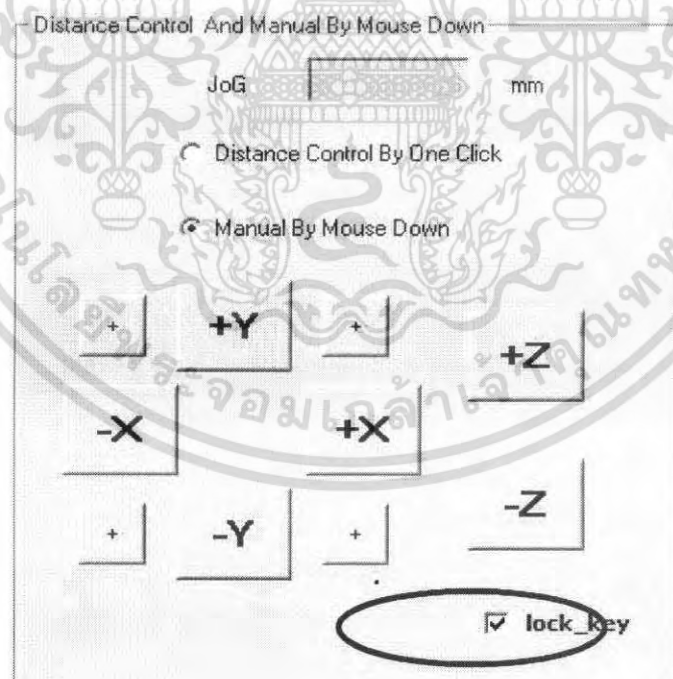 Distance Control And Manual By Mouse Down
JoG mm
Distance Control By One Click
Manual By Mouse Down
+ +Y + +Z
-X +X
+ -Y + -Z
lock_key